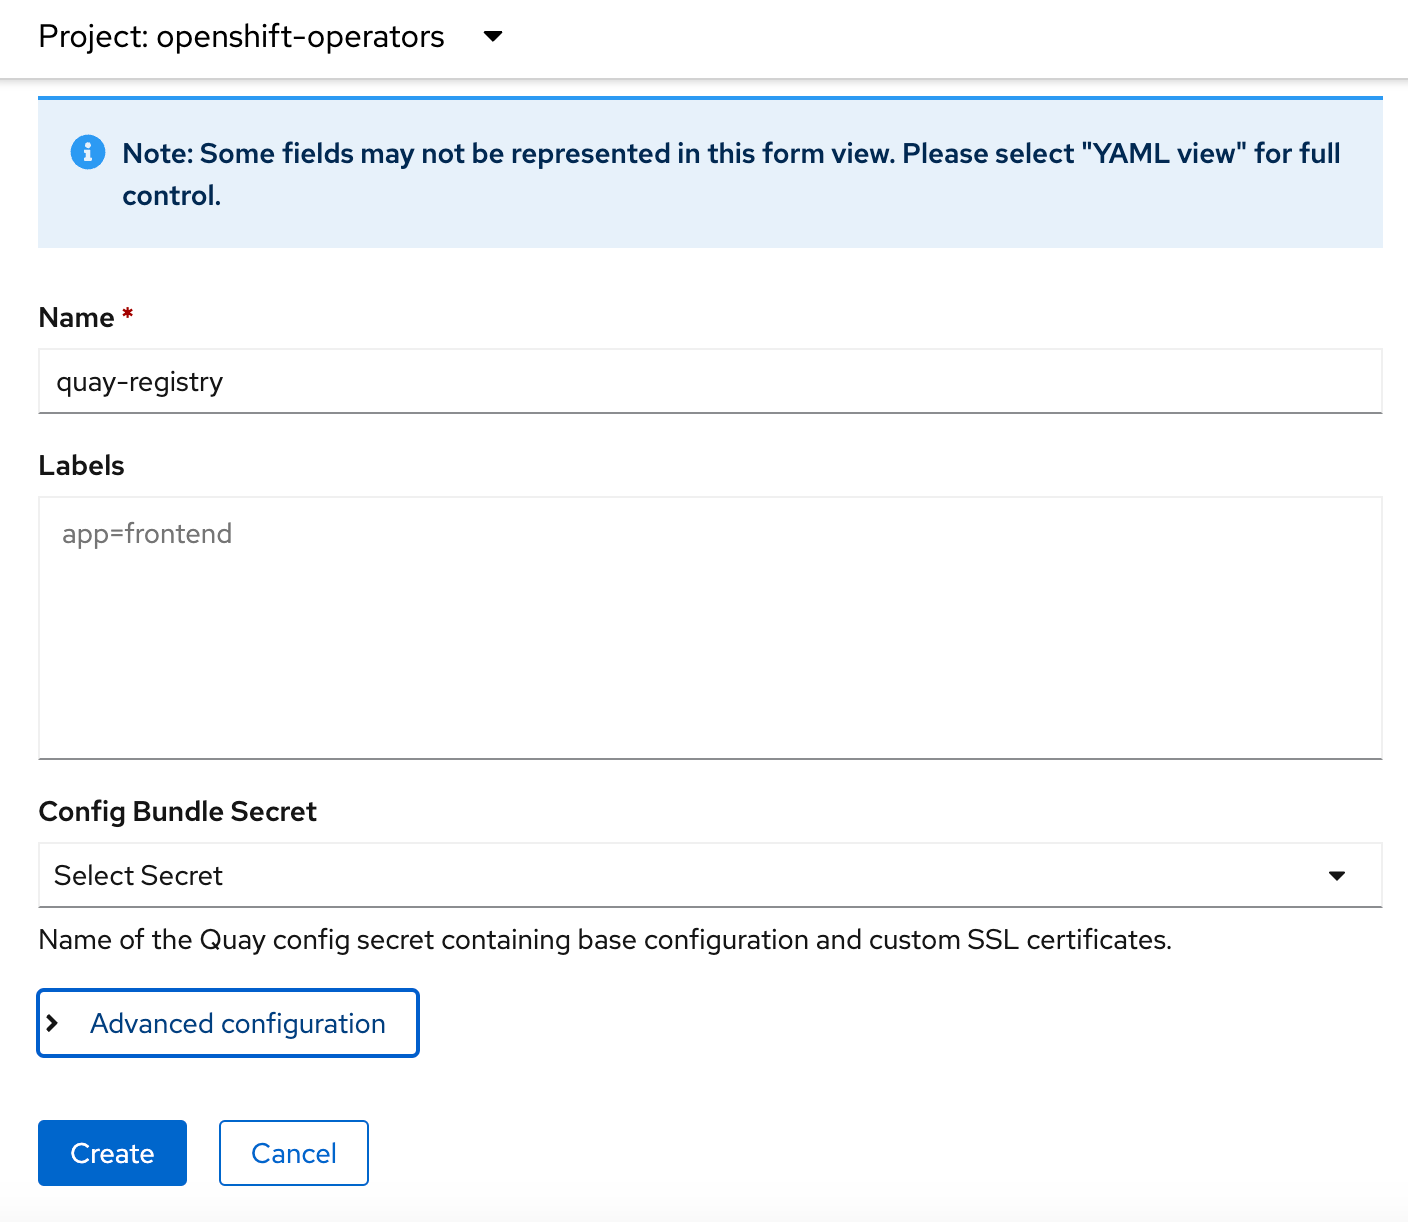 Project: openshift-operators
Note: Some fields may not be represented in this form view. Please select "YAML view" for full
control.
Name *
quay-registry
Labels
app=frontend
Config Bundle Secret
Select Secret
Name of the Quay config secret containing base configuration and custom SSL certificates.
Advanced configuration
Create
Cancel